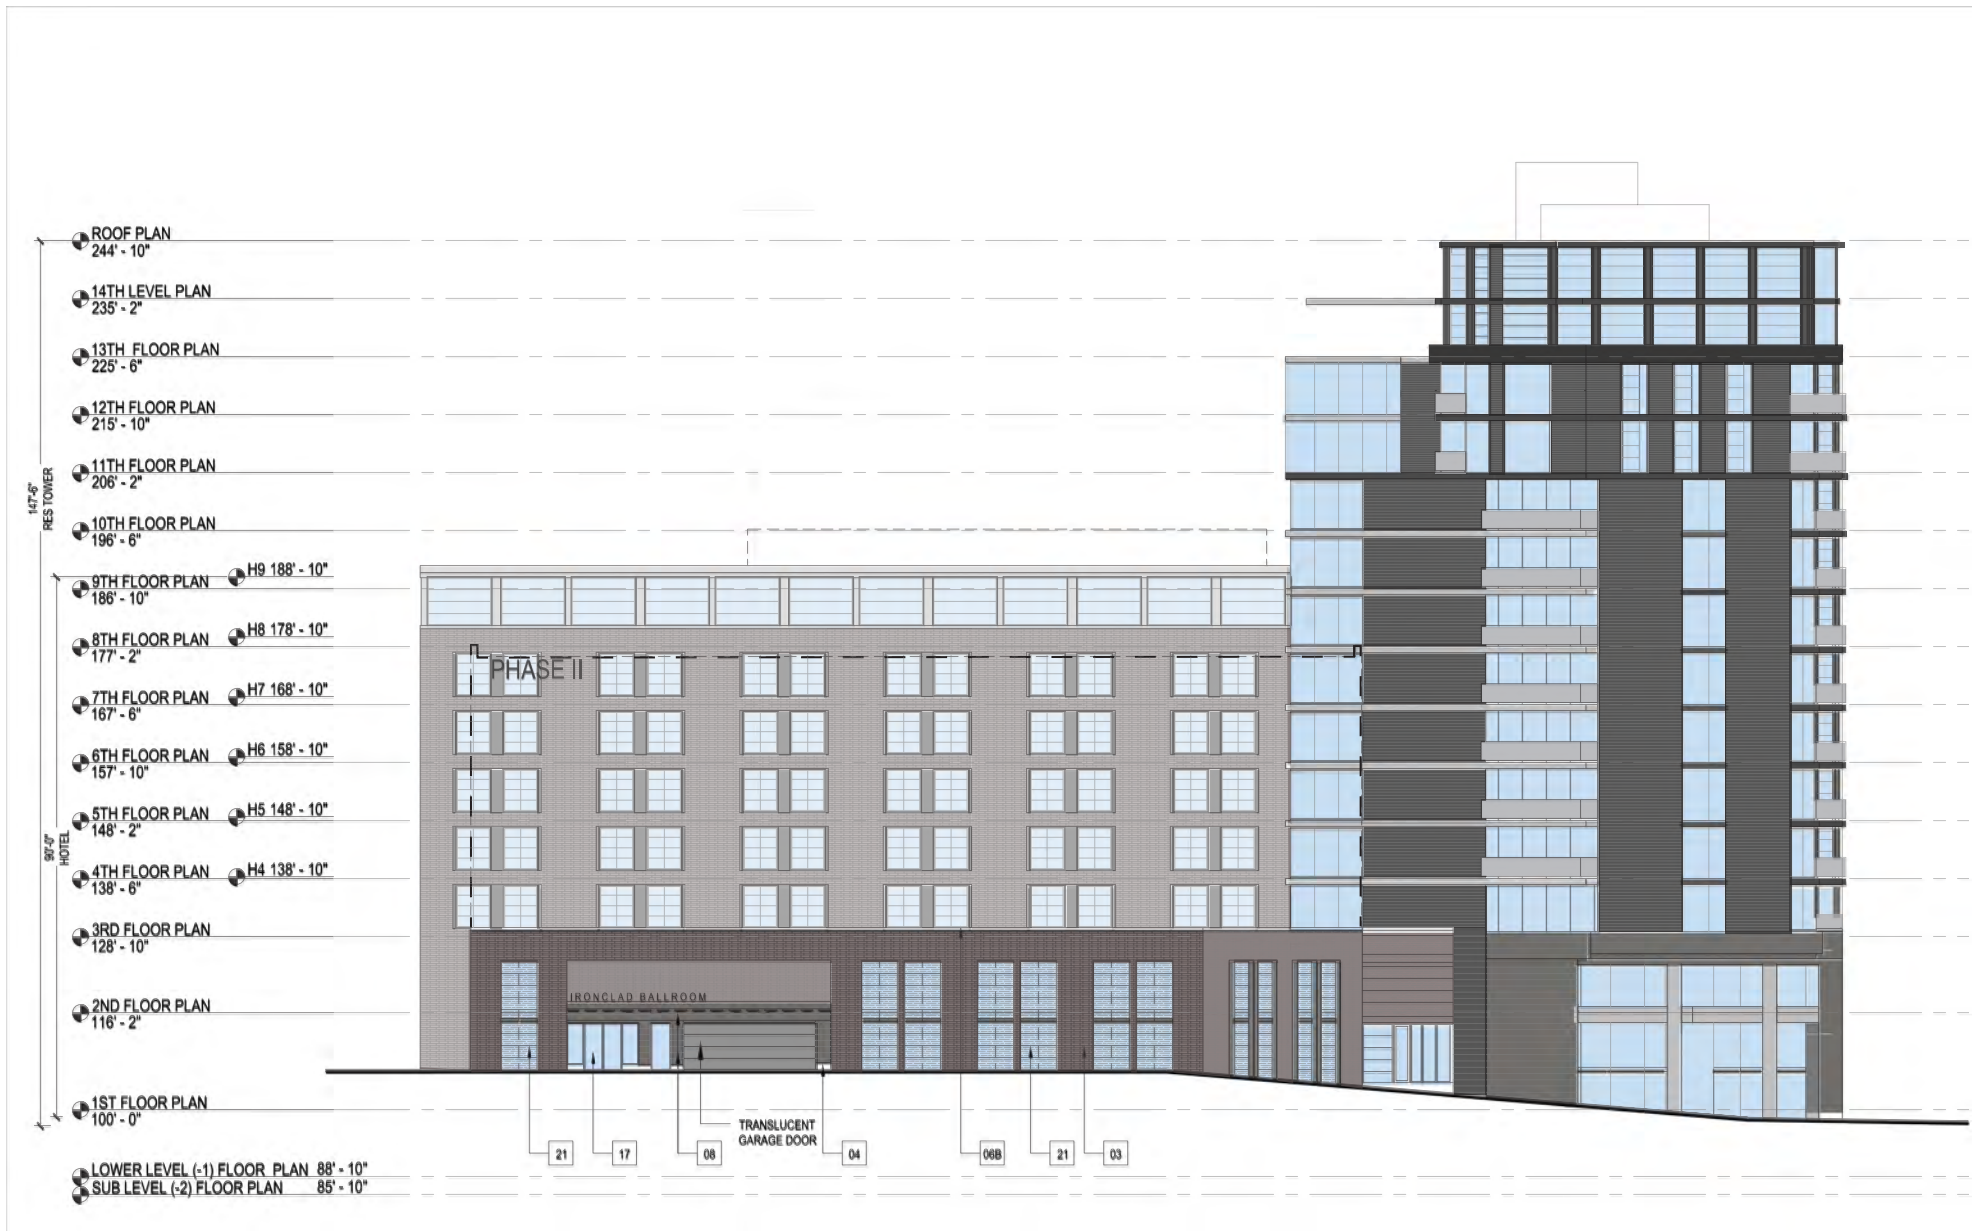 ROOF PLAN
244' - 10"
14TH LEVEL PLAN
235' - 2"
13TH FLOOR PLAN
225' - 6"
12TH FLOOR PLAN
215' - 10"
11TH FLOOR PLAN
206' - 2"
147'-6"
RES TOWER
10TH FLOOR PLAN
196' - 6"
H9 188' - 10"
9TH FLOOR PLAN
186' - 10"
H8 178' - 10"
8TH FLOOR PLAN
177' - 2"
PHASE II
H7 168' - 10"
7TH FLOOR PLAN
167' - 6"
H6 158' - 10"
6TH FLOOR PLAN
157' - 10"
H5 148' - 10"
5TH FLOOR PLAN
148' - 2"
90'-0"
HOTEL
H4 138' - 10"
4TH FLOOR PLAN
138' - 6"
3RD FLOOR PLAN
128' - 10"
IRONCLAD BALLROOM
2ND FLOOR PLAN
116' - 2"
1ST FLOOR PLAN
100' - 0"
TRANSLUCENT
GARAGE DOOR
21
17
08
04
06B
21
03
LOWER LEVEL (-1) FLOOR PLAN 88' - 10"
SUB LEVEL (-2) FLOOR PLAN 85' - 10"